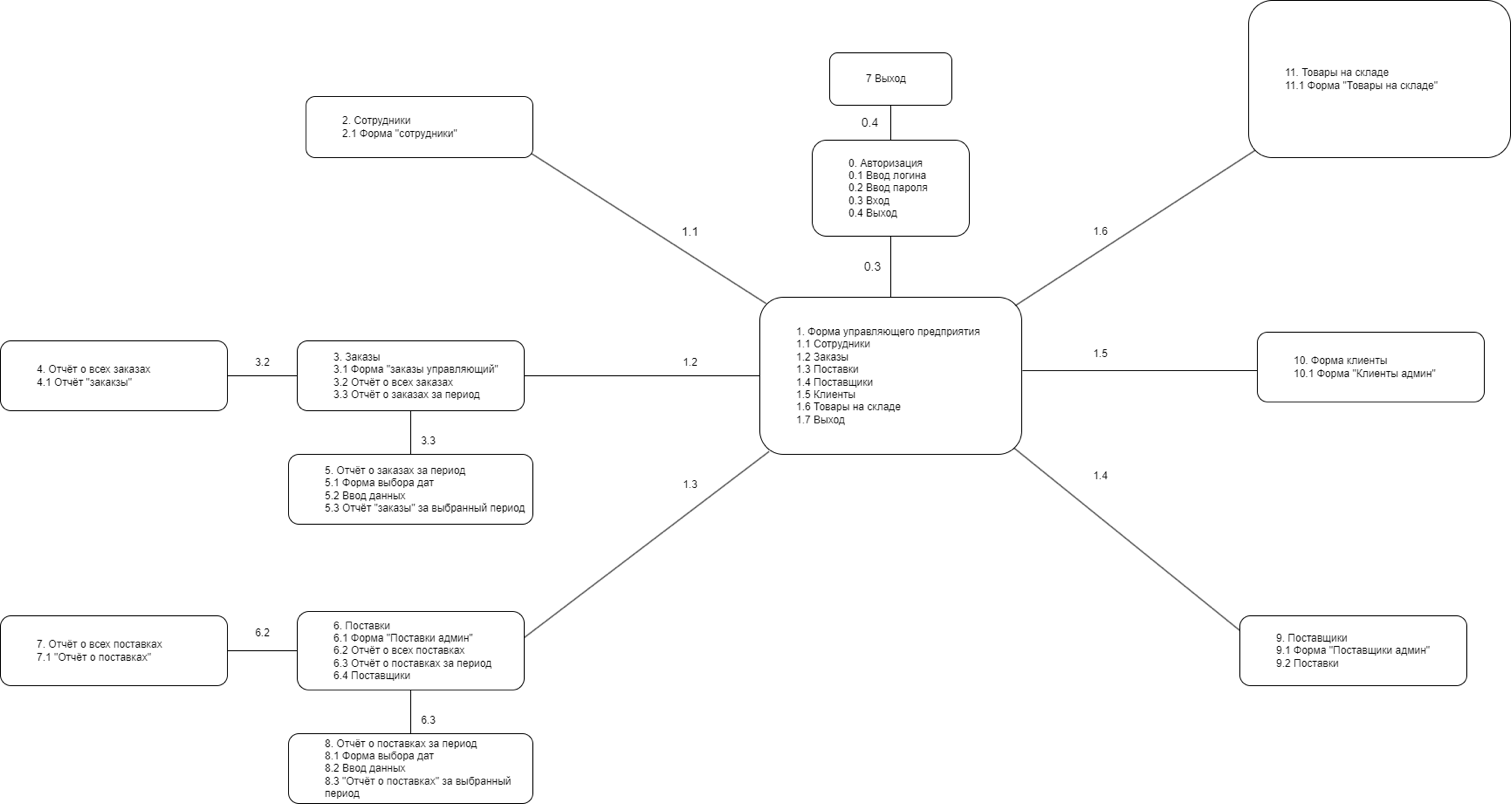 7 Выход
0.4
0. Авторизация
0.1 Ввод логина
0.2 Ввод пароля
0.3 Вход
0.4 Выход
0.3
11. Товары на складе
11.1 Форма "Товары на складе"
2. Сотрудники
2.1 Форма "сотрудники"
1.1
1.6
1. Форма управляющего предприятия
1.1 Сотрудники
1.2 Заказы
1.3 Поставки
1.4 Поставщики
1.5 Клиенты
1.6 Товары на складе
1.7 Выход
4. Отчёт о всех заказах
4.1 Отчёт "закакзы"
3.2
3. Заказы
3.1 Форма "заказы управляющий"
3.2 Отчёт о всех заказах
3.3 Отчёт о заказах за период
1.2
1.5
10. Форма клиенты
10.1 Форма "Клиенты админ"
3.3
5. Отчёт о заказах за период
5.1 Форма выбора дат
5.2 Ввод данных
5.3 Отчёт "заказы" за выбранный период
1.3
1.4
7. Отчёт о всех поставках
7.1 "Отчёт о поставках"
6.2
6. Поставки
6.1 Форма "Поставки админ"
6.2 Отчёт о всех поставках
6.3 Отчёт о поставках за период
6.4 Поставщики
9. Поставщики
9.1 Форма "Поставщики админ"
9.2 Поставки
6.3
8. Отчёт о поставках за период
8.1 Форма выбора дат
8.2 Ввод данных
8.3 "Отчёт о поставках" за выбранный
период